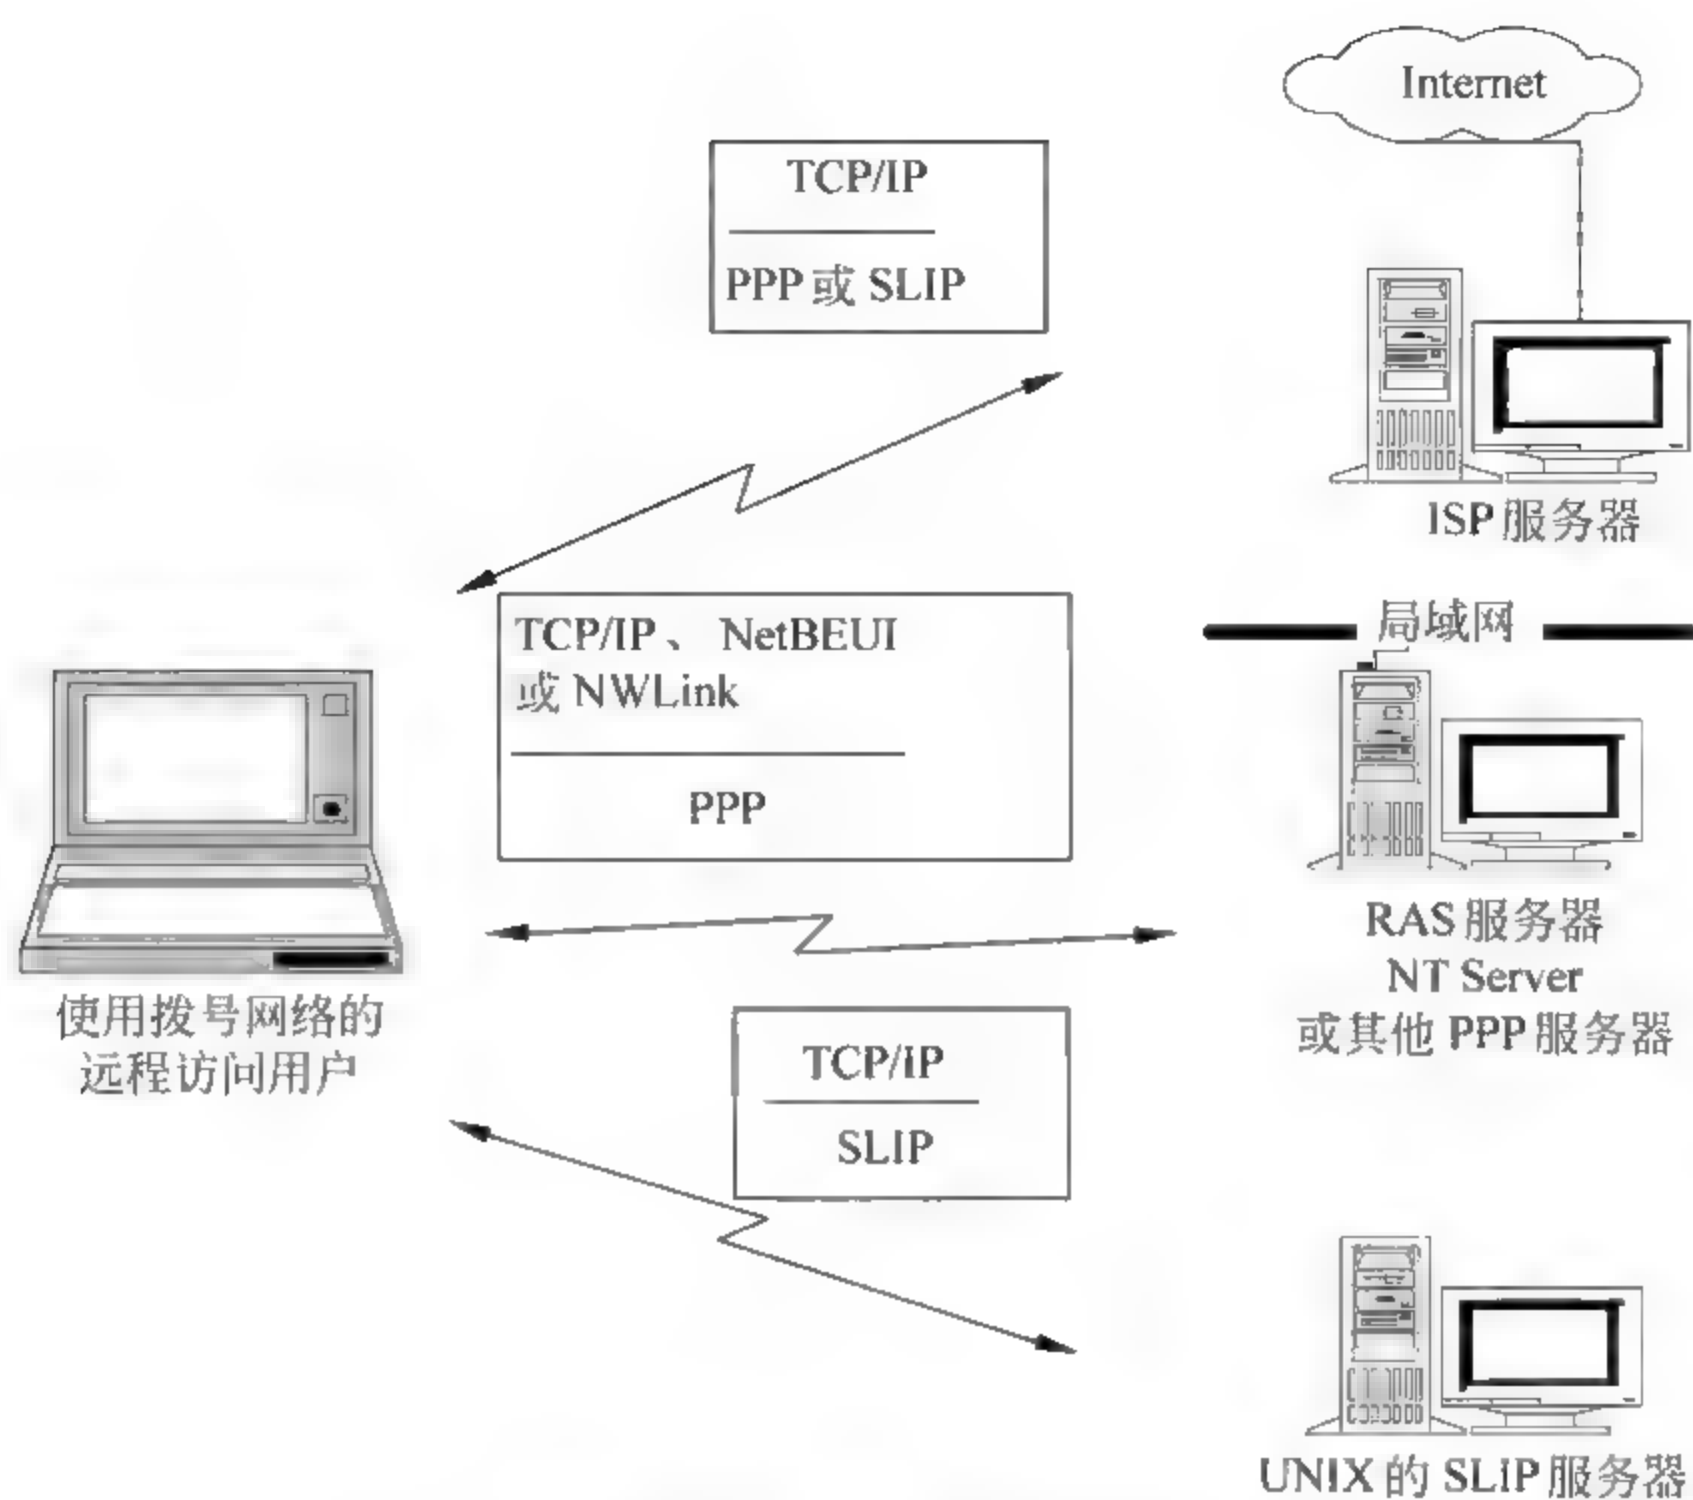 Internet
TCP/IP
PPP 或 SLIP
ISP 服务器
TCP/IP、 NetBEUI
或 NWLink
PPP
局域网
RAS 服务器
NT Server
或其他 PPP 服务器
使用拨号网络的
远程访问用户
TCP/IP
SLIP
UNIX 的 SLIP 服务器